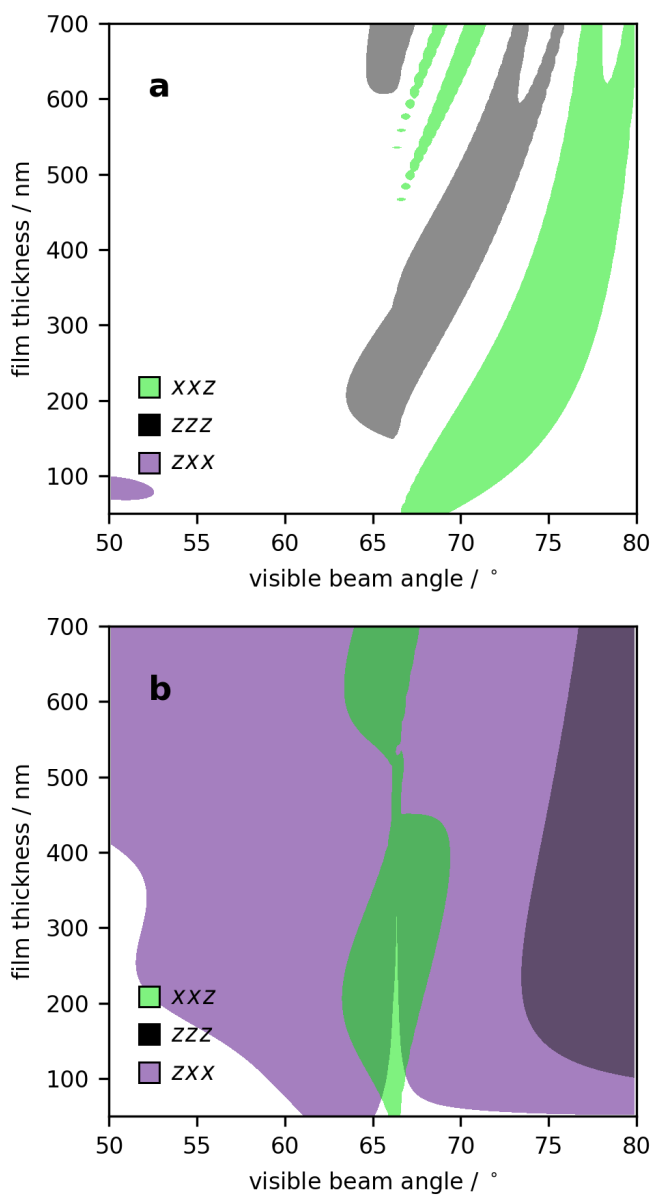 700
a
600
500
400
300
xxz
200
zzz
zxx
100
50 55 60 65 70 75 80
visible beam angle / °
film thickness / nm
700
b
600
500
400
300
xxz
200
zzz
zxx
100
50 55 60 65 70 75 80
visible beam angle / °
film thickness / nm